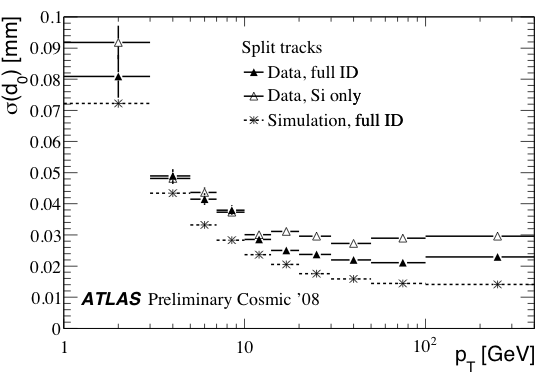 σ(d0) [mm]
0.1
0.09
0.08
0.07
0.06
0.05
0.04
0.03
0.02
0.01
0
Split tracks
Data, full ID
Data, Si only
Simulation, full ID
ATLAS Preliminary Cosmic '08
1
10
10²
pT [GeV]